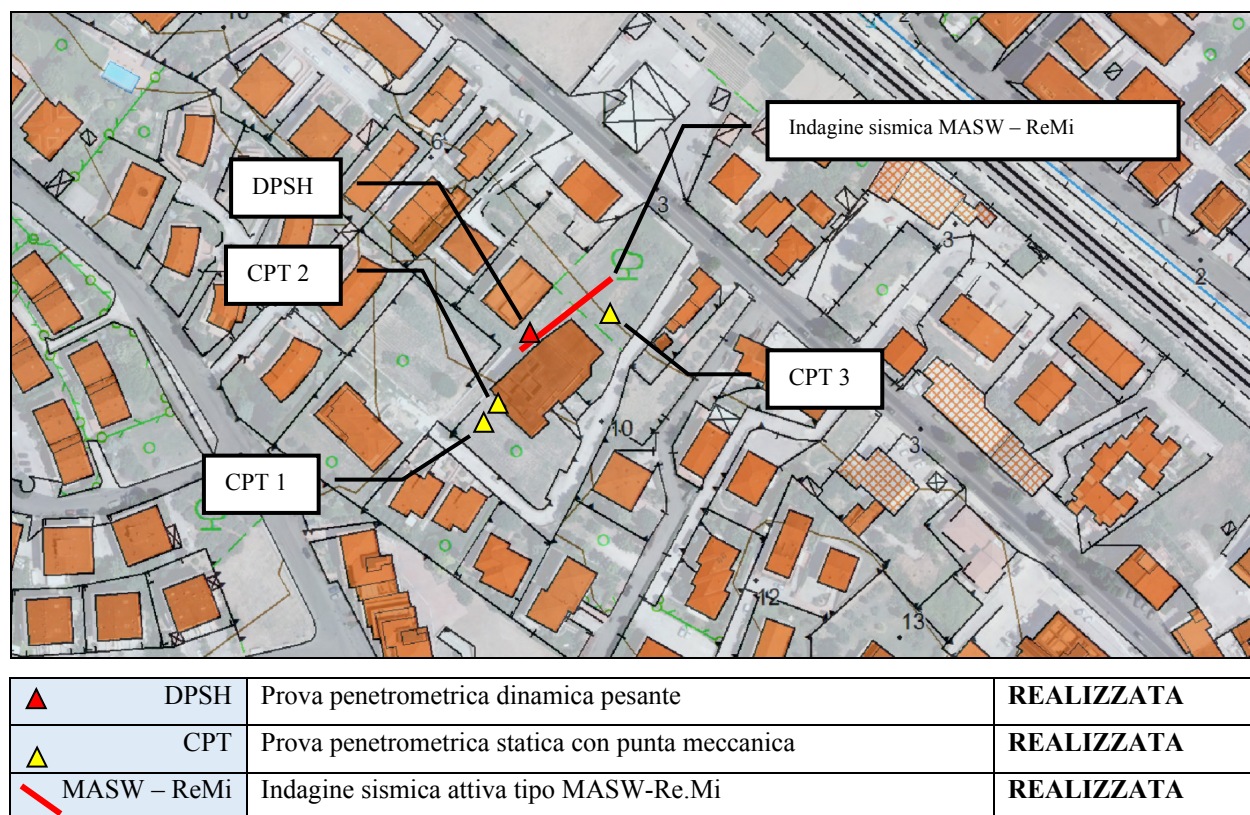 10
Indagine sismica MASW – ReMi
6
DPSH
3
3
CPT 2
2
CPT 3
10
3
CPT 1
12
13
DPSH Prova penetrometrica dinamica pesante REALIZZATA
CPT Prova penetrometrica statica con punta meccanica REALIZZATA
MASW – ReMi Indagine sismica attiva tipo MASW-Re.Mi REALIZZATA